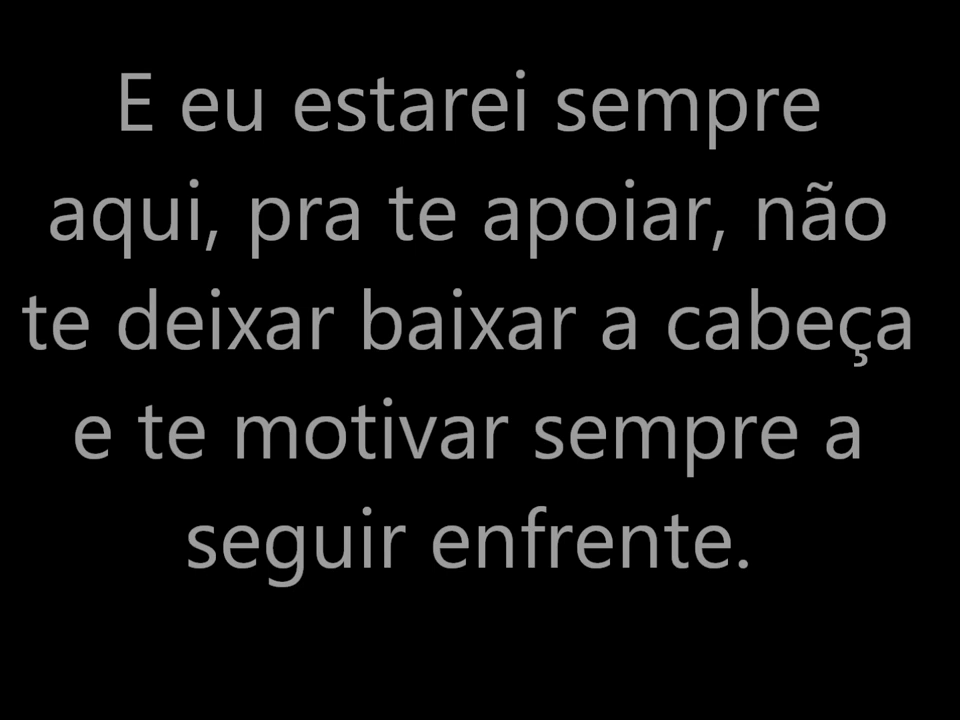 E eu estarei sempre
aqui, pra te apoiar, não
te deixar baixar a cabeça
e te motivar sempre a
seguir enfrente.